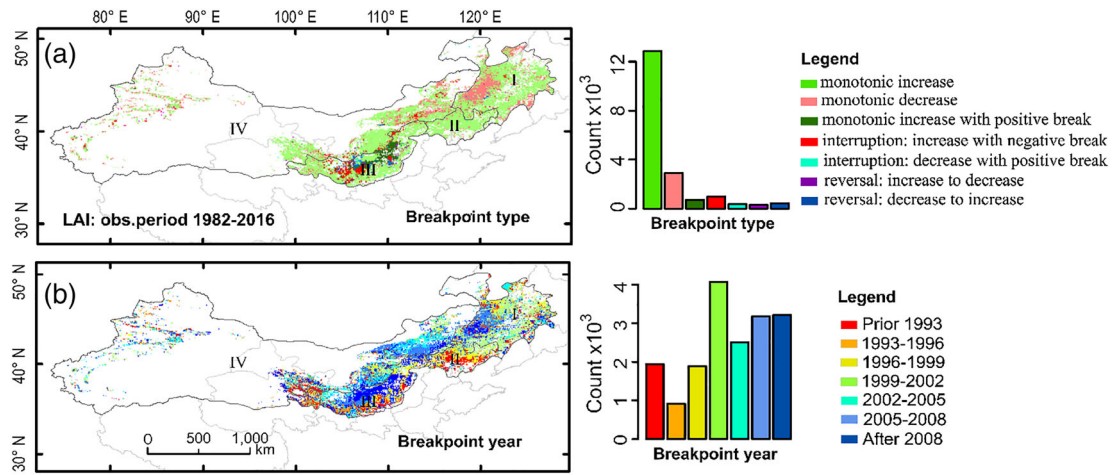 80° E 90° E 100° E 110° E 120° E
50° N
40° N
30° N
(a)
I
II
III
IV
LAI: obs.period 1982-2016
Breakpoint type
Count x10³
12
8
4
0
Breakpoint type
Legend
monotonic increase
monotonic decrease
monotonic increase with positive break
interruption: increase with negative break
interruption: decrease with positive break
reversal: increase to decrease
reversal: decrease to increase
50° N
40° N
30° N
(b)
I
II
III
IV
0 500 1,000
km
Breakpoint year
Count x10³
4
3
2
1
0
Breakpoint year
Legend
Prior 1993
1993-1996
1996-1999
1999-2002
2002-2005
2005-2008
After 2008